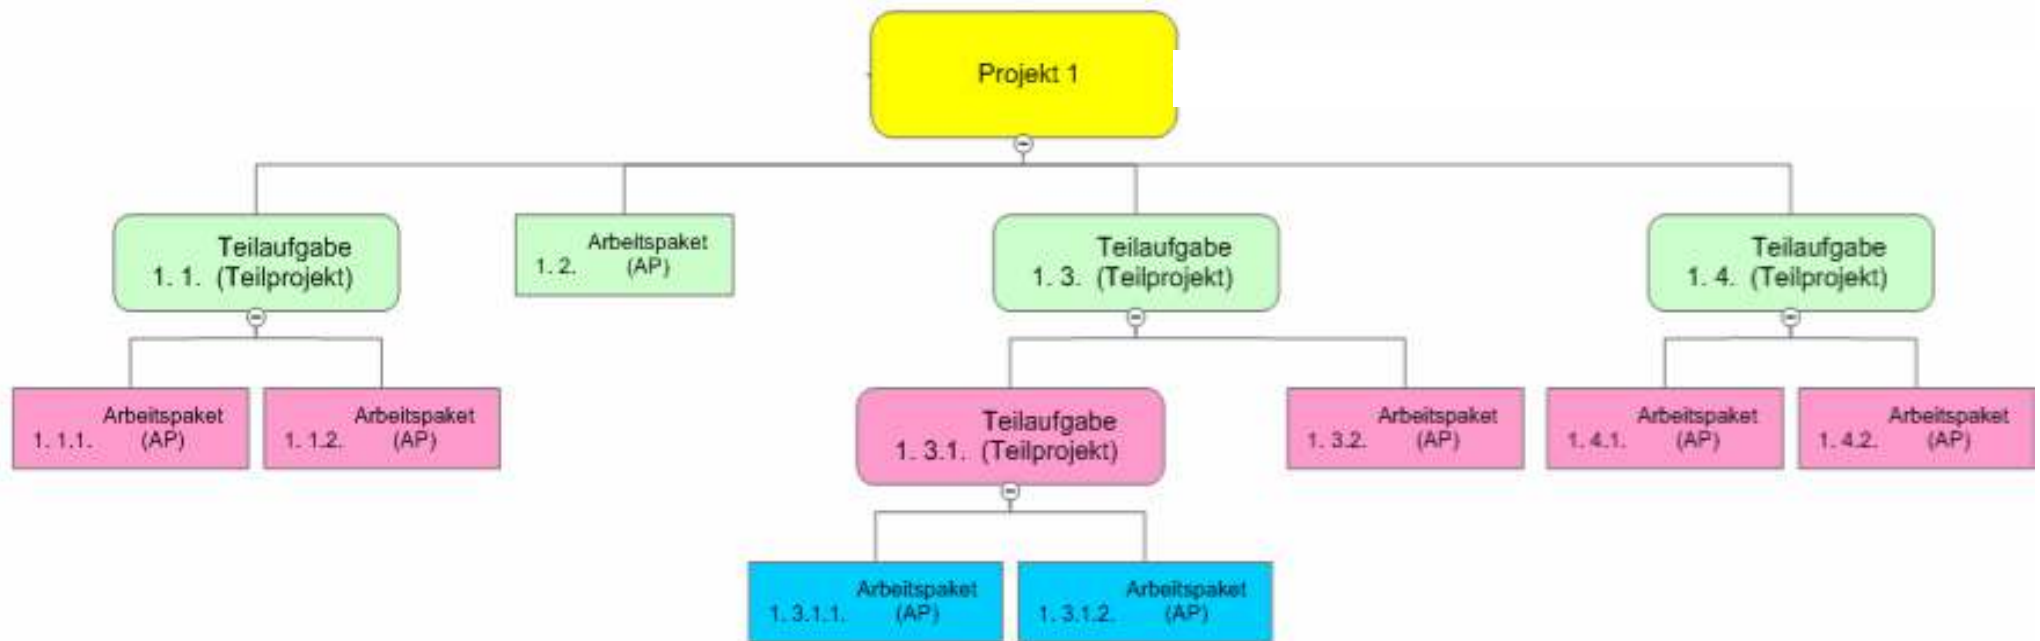 Projekt 1
Teilaufgabe
1. 1. (Teilprojekt)
Arbeitspaket
1. 2. (AP)
Teilaufgabe
1. 3. (Teilprojekt)
Teilaufgabe
1. 4. (Teilprojekt)
Arbeitspaket
1. 1.1. (AP)
Arbeitspaket
1. 1.2. (AP)
Teilaufgabe
1. 3.1. (Teilprojekt)
Arbeitspaket
1. 3.2. (AP)
Arbeitspaket
1. 4.1. (AP)
Arbeitspaket
1. 4.2. (AP)
Arbeitspaket
1. 3.1.1. (AP)
Arbeitspaket
1. 3.1.2. (AP)